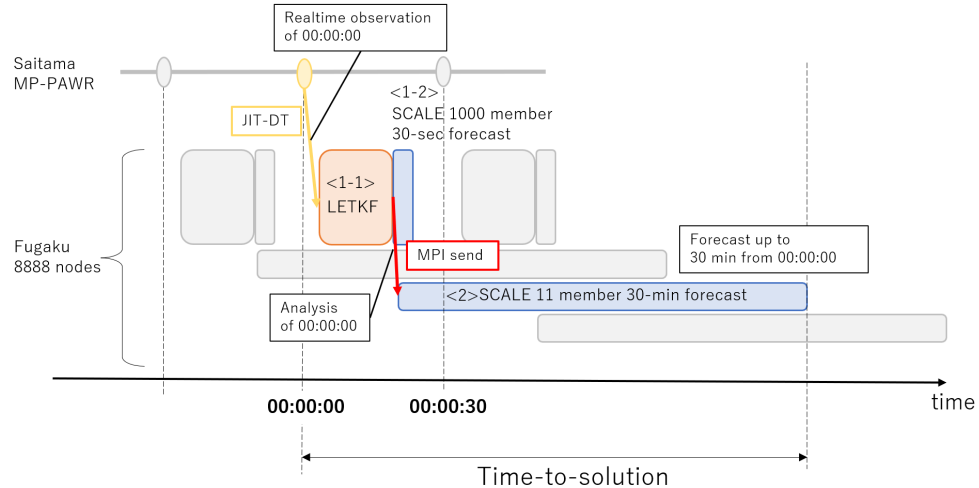 Realtime observation
of 00:00:00
Saitama
MP-PAWR
<1-2>
SCALE 1000 member
30-sec forecast
JIT-DT
<1-1>
LETKF
Fugaku
8888 nodes
MPI send
Forecast up to
30 min from 00:00:00
Analysis
of 00:00:00
<2>SCALE 11 member 30-min forecast
00:00:00
00:00:30
time
Time-to-solution